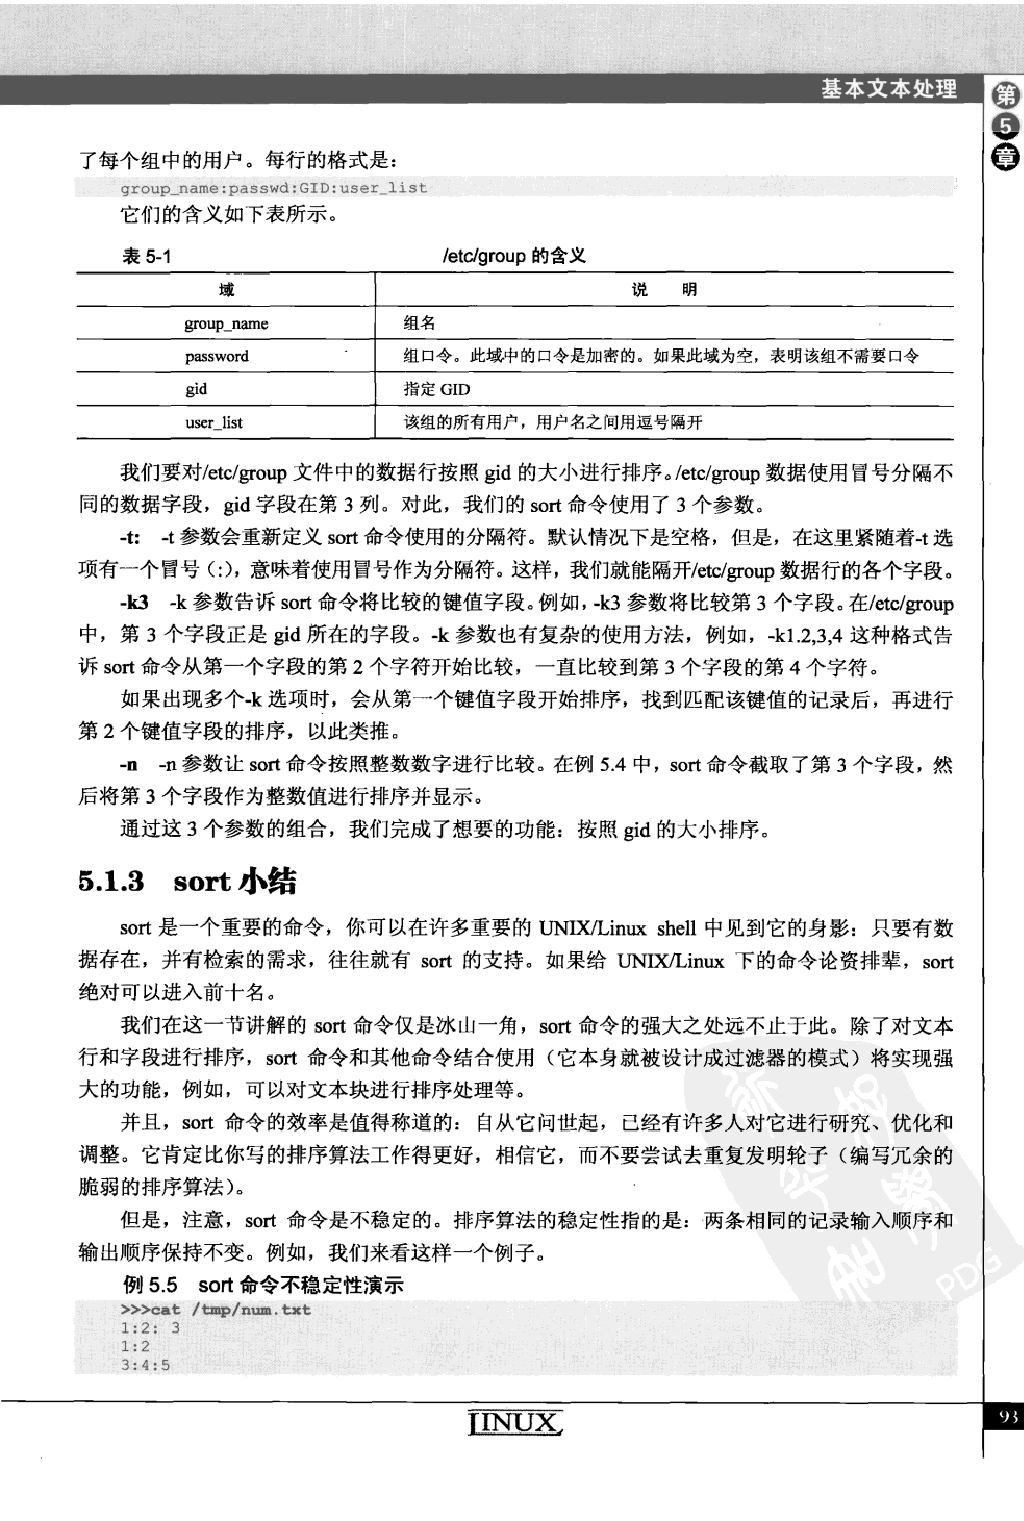 基本文本处理
第
5
章
了每个组中的用户。每行的格式是：
group_name:passwd:GID:user_list
它们的含义如下表所示。
表 5-1 /etc/group 的含义
域 说 明
group_name 组名
password 组口令。此域中的口令是加密的。如果此域为空，表明该组不需要口令
gid 指定 GID
user_list 该组的所有用户，用户名之间用逗号隔开
我们要对/etc/group 文件中的数据行按照 gid 的大小进行排序。/etc/group 数据使用冒号分隔不
同的数据字段，gid 字段在第 3 列。对此，我们的 sort 命令使用了 3 个参数。
-t: -t 参数会重新定义 sort 命令使用的分隔符。默认情况下是空格，但是，在这里紧随着-t 选
项有一个冒号（:），意味着使用冒号作为分隔符。这样，我们就能隔开/etc/group 数据行的各个字段。
-k3 -k 参数告诉 sort 命令将比较的键值字段。例如，-k3 参数将比较第 3 个字段。在/etc/group
中，第 3 个字段正是 gid 所在的字段。-k 参数也有复杂的使用方法，例如，-k1.2,3,4 这种格式告
诉 sort 命令从第一个字段的第 2 个字符开始比较，一直比较到第 3 个字段的第 4 个字符。
如果出现多个-k 选项时，会从第一个键值字段开始排序，找到匹配该键值的记录后，再进行
第 2 个键值字段的排序，以此类推。
-n -n 参数让 sort 命令按照整数数字进行比较。在例 5.4 中，sort 命令截取了第 3 个字段，然
后将第 3 个字段作为整数值进行排序并显示。
通过这 3 个参数的组合，我们完成了想要的功能：按照 gid 的大小排序。
5.1.3 sort 小结
sort 是一个重要的命令，你可以在许多重要的 UNIX/Linux shell 中见到它的身影：只要有数
据存在，并有检索的需求，往往就有 sort 的支持。如果给 UNIX/Linux 下的命令论资排辈，sort
绝对可以进入前十名。
我们在这一节讲解的 sort 命令仅是冰山一角，sort 命令的强大之处远不止于此。除了对文本
行和字段进行排序，sort 命令和其他命令结合使用（它本身就被设计成过滤器的模式）将实现强
大的功能，例如，可以对文本块进行排序处理等。
并且，sort 命令的效率是值得称道的：自从它问世起，已经有许多人对它进行研究、优化和
调整。它肯定比你写的排序算法工作得更好，相信它，而不要尝试去重复发明轮子（编写冗余的
脆弱的排序算法）。
但是，注意，sort 命令是不稳定的。排序算法的稳定性指的是：两条相同的记录输入顺序和
输出顺序保持不变。例如，我们来看这样一个例子。
例 5.5 sort 命令不稳定性演示
>>>cat /tmp/num.txt
1:2: 3
1:2
3:4:5
PDG
LINUX
93